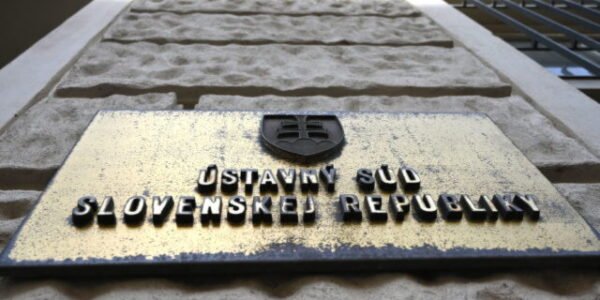 ÚSTAVNÝ SÚD
SLOVENSKEJ REPUBLIKY